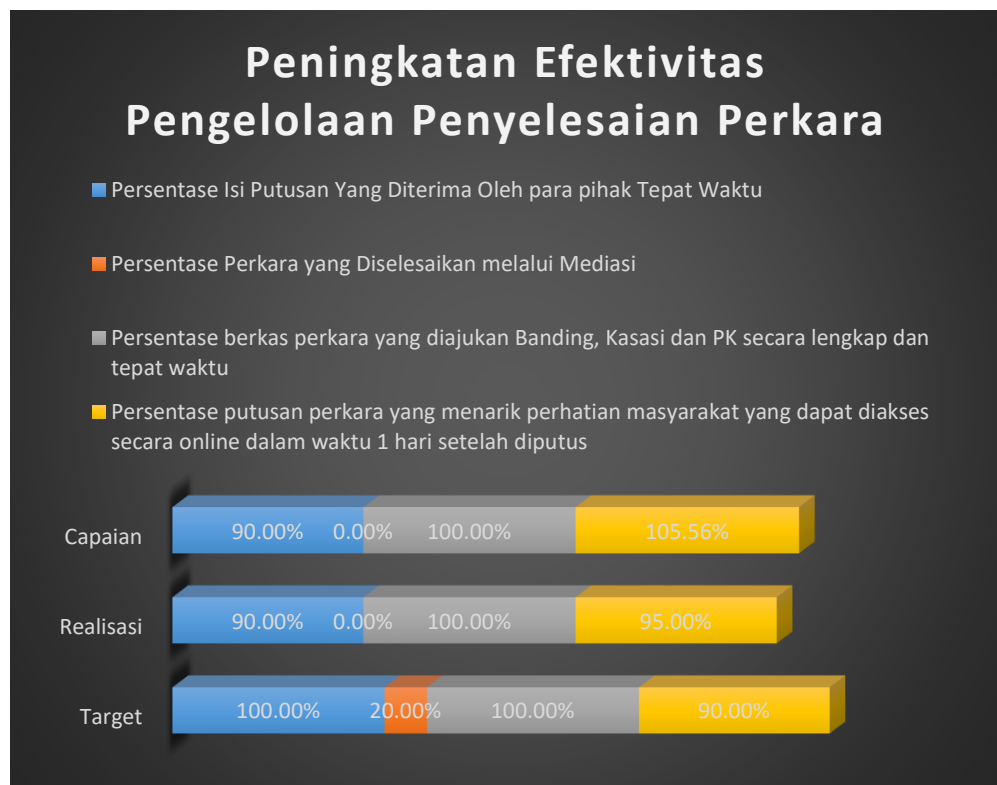 Peningkatan Efektivitas
Pengelolaan Penyelesaian Perkara
Persentase Isi Putusan Yang Diterima Oleh para pihak Tepat Waktu
Persentase Perkara yang Diselesaikan melalui Mediasi
Persentase berkas perkara yang diajukan Banding, Kasasi dan PK secara lengkap dan
tepat waktu
Persentase putusan perkara yang menarik perhatian masyarakat yang dapat diakses
secara online dalam waktu 1 hari setelah diputus
Capaian 90.00% 0.00% 100.00% 105.56%
Realisasi 90.00% 0.00% 100.00% 95.00%
Target 100.00% 20.00% 100.00% 90.00%